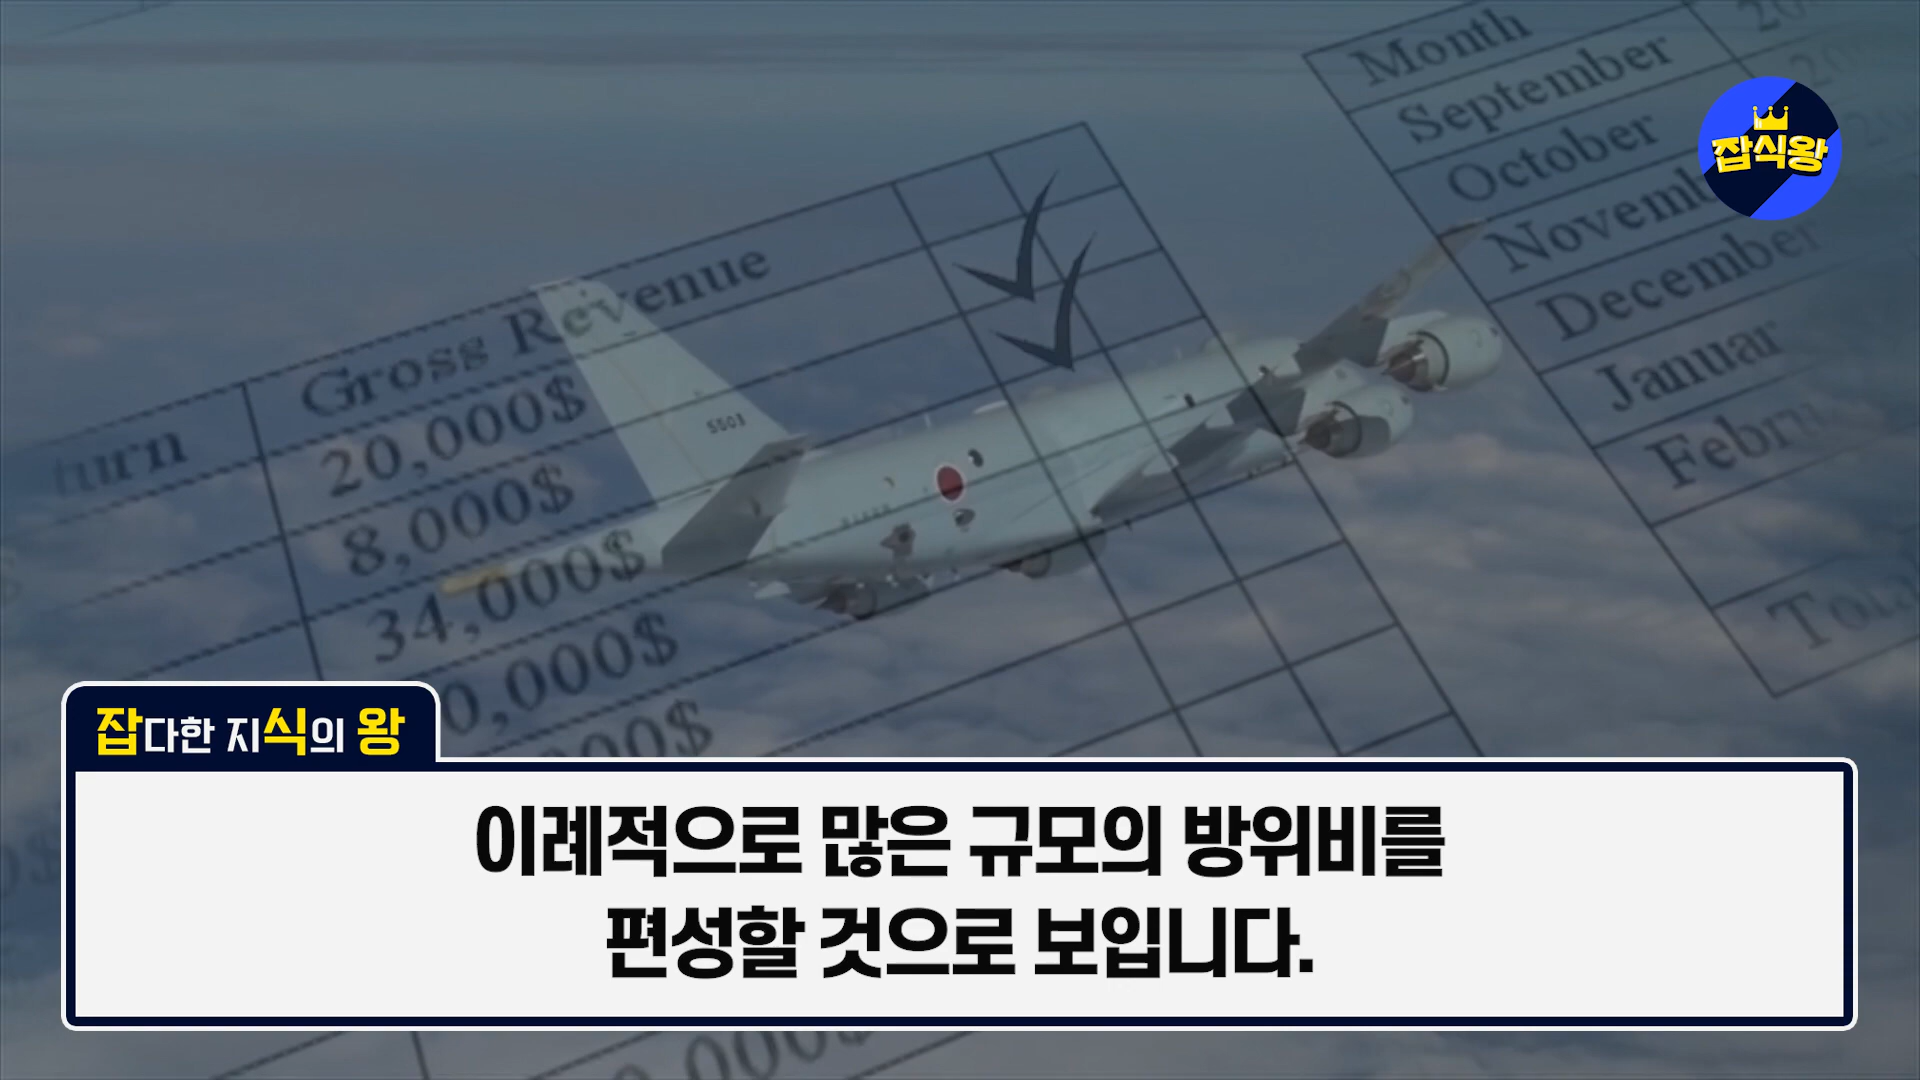 Month
September
October
December
Gross Revenue
20,000$
8,000$
34,000$
5503
잡식왕
잡다한 지식의 왕
이례적으로 많은 규모의 방위비를
편성할 것으로 보입니다.